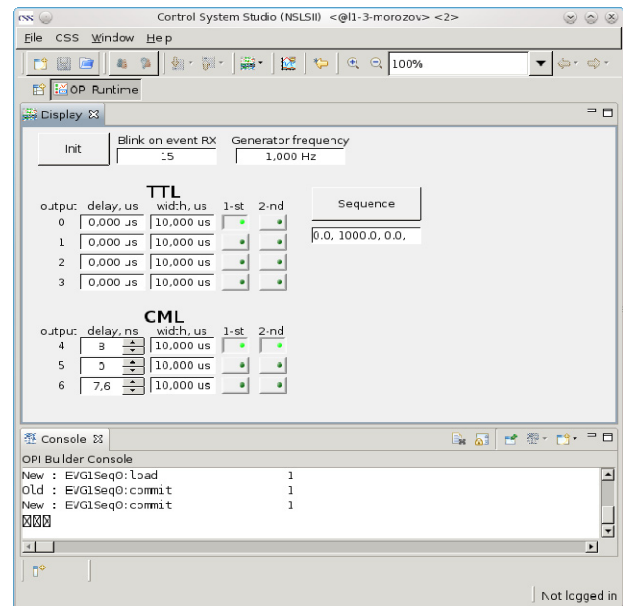 css Control System Studio (NSLSII) <@l1-3-morozov> <2>
File CSS Window Help
100%
OPI Runtime
Display
Init
Blink on event RX
15
Generator frequency
1,000 Hz
TTL
output delay, us width, us 1-st 2-nd
0 0,000 us 10,000 us
1 0,000 us 10,000 us
2 0,000 us 10,000 us
3 0,000 us 10,000 us
Sequence
0.0, 1000.0, 0.0,
CML
output delay, ns width, us 1-st 2-nd
4 10,000 us
5 10,000 us
6 7,6 10,000 us
Console
OPI Builder Console
New : EVG1Seq0:load 1
Old : EVG1Seq0:commit 1
New : EVG1Seq0:commit 1
Not logged in